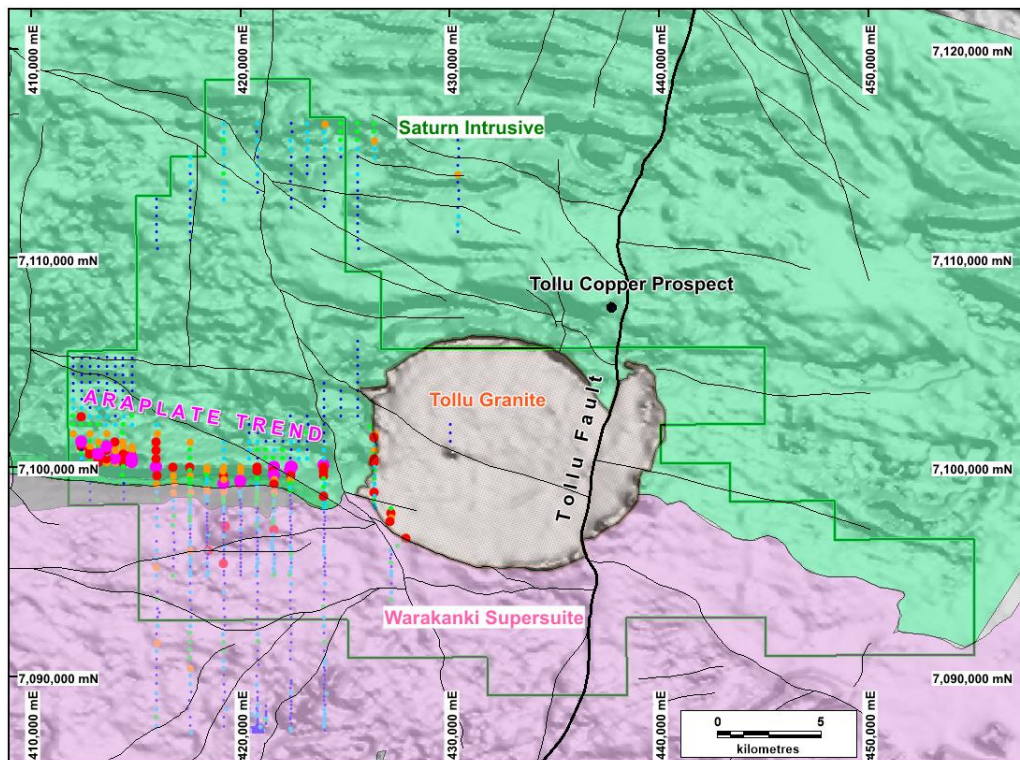 410,000 mE
420,000 mE
430,000 mE
440,000 mE
450,000 mE
7,120,000 mN
Saturn Intrusive
7,110,000 mN
7,110,000 mN
Tollu Copper Prospect
ARAPLATE TREND
Tollu Granite
Tollu Fault
7,100,000 mN
7,100,000 mN
Warakanki Supersuite
7,090,000 mN
7,090,000 mN
410,000 mE
420,000 mE
430,000 mE
440,000 mE
450,000 mE
0 5
kilometres